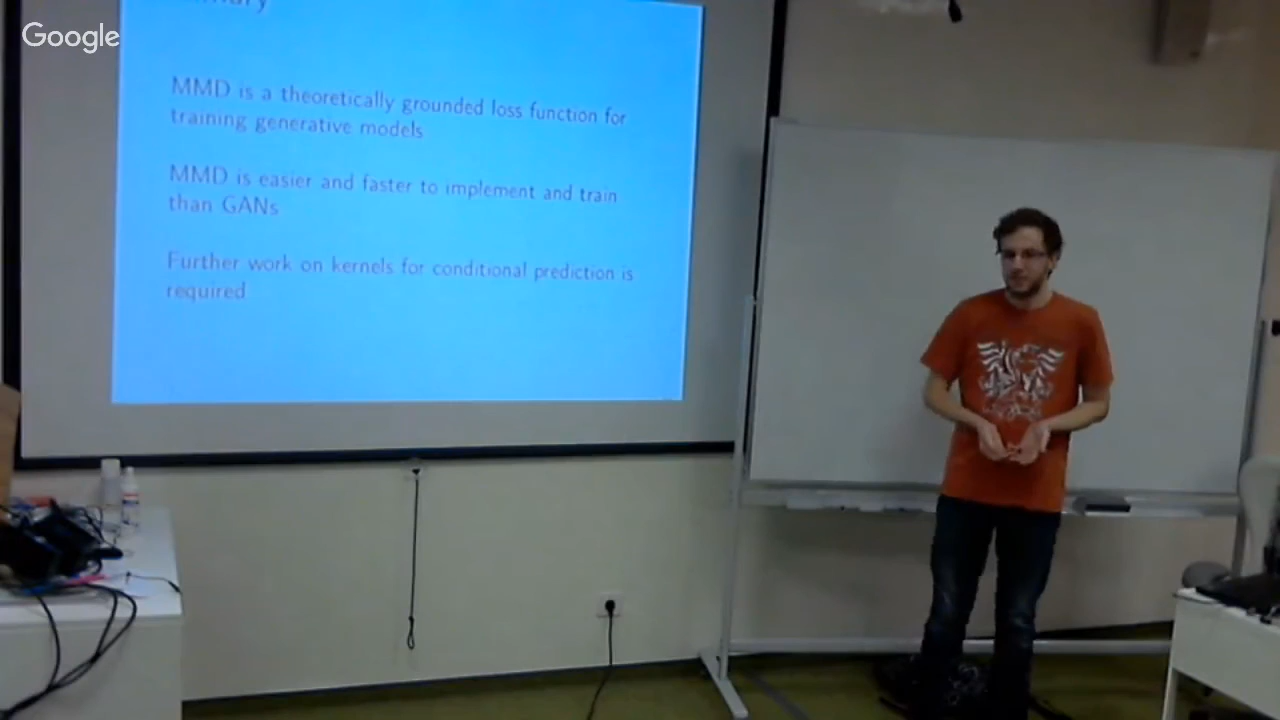 Google
MMD is a theoretically grounded loss function for
training generative models
MMD is easier and faster to implement and train
than GANs
Further work on kernels for conditional prediction is
required